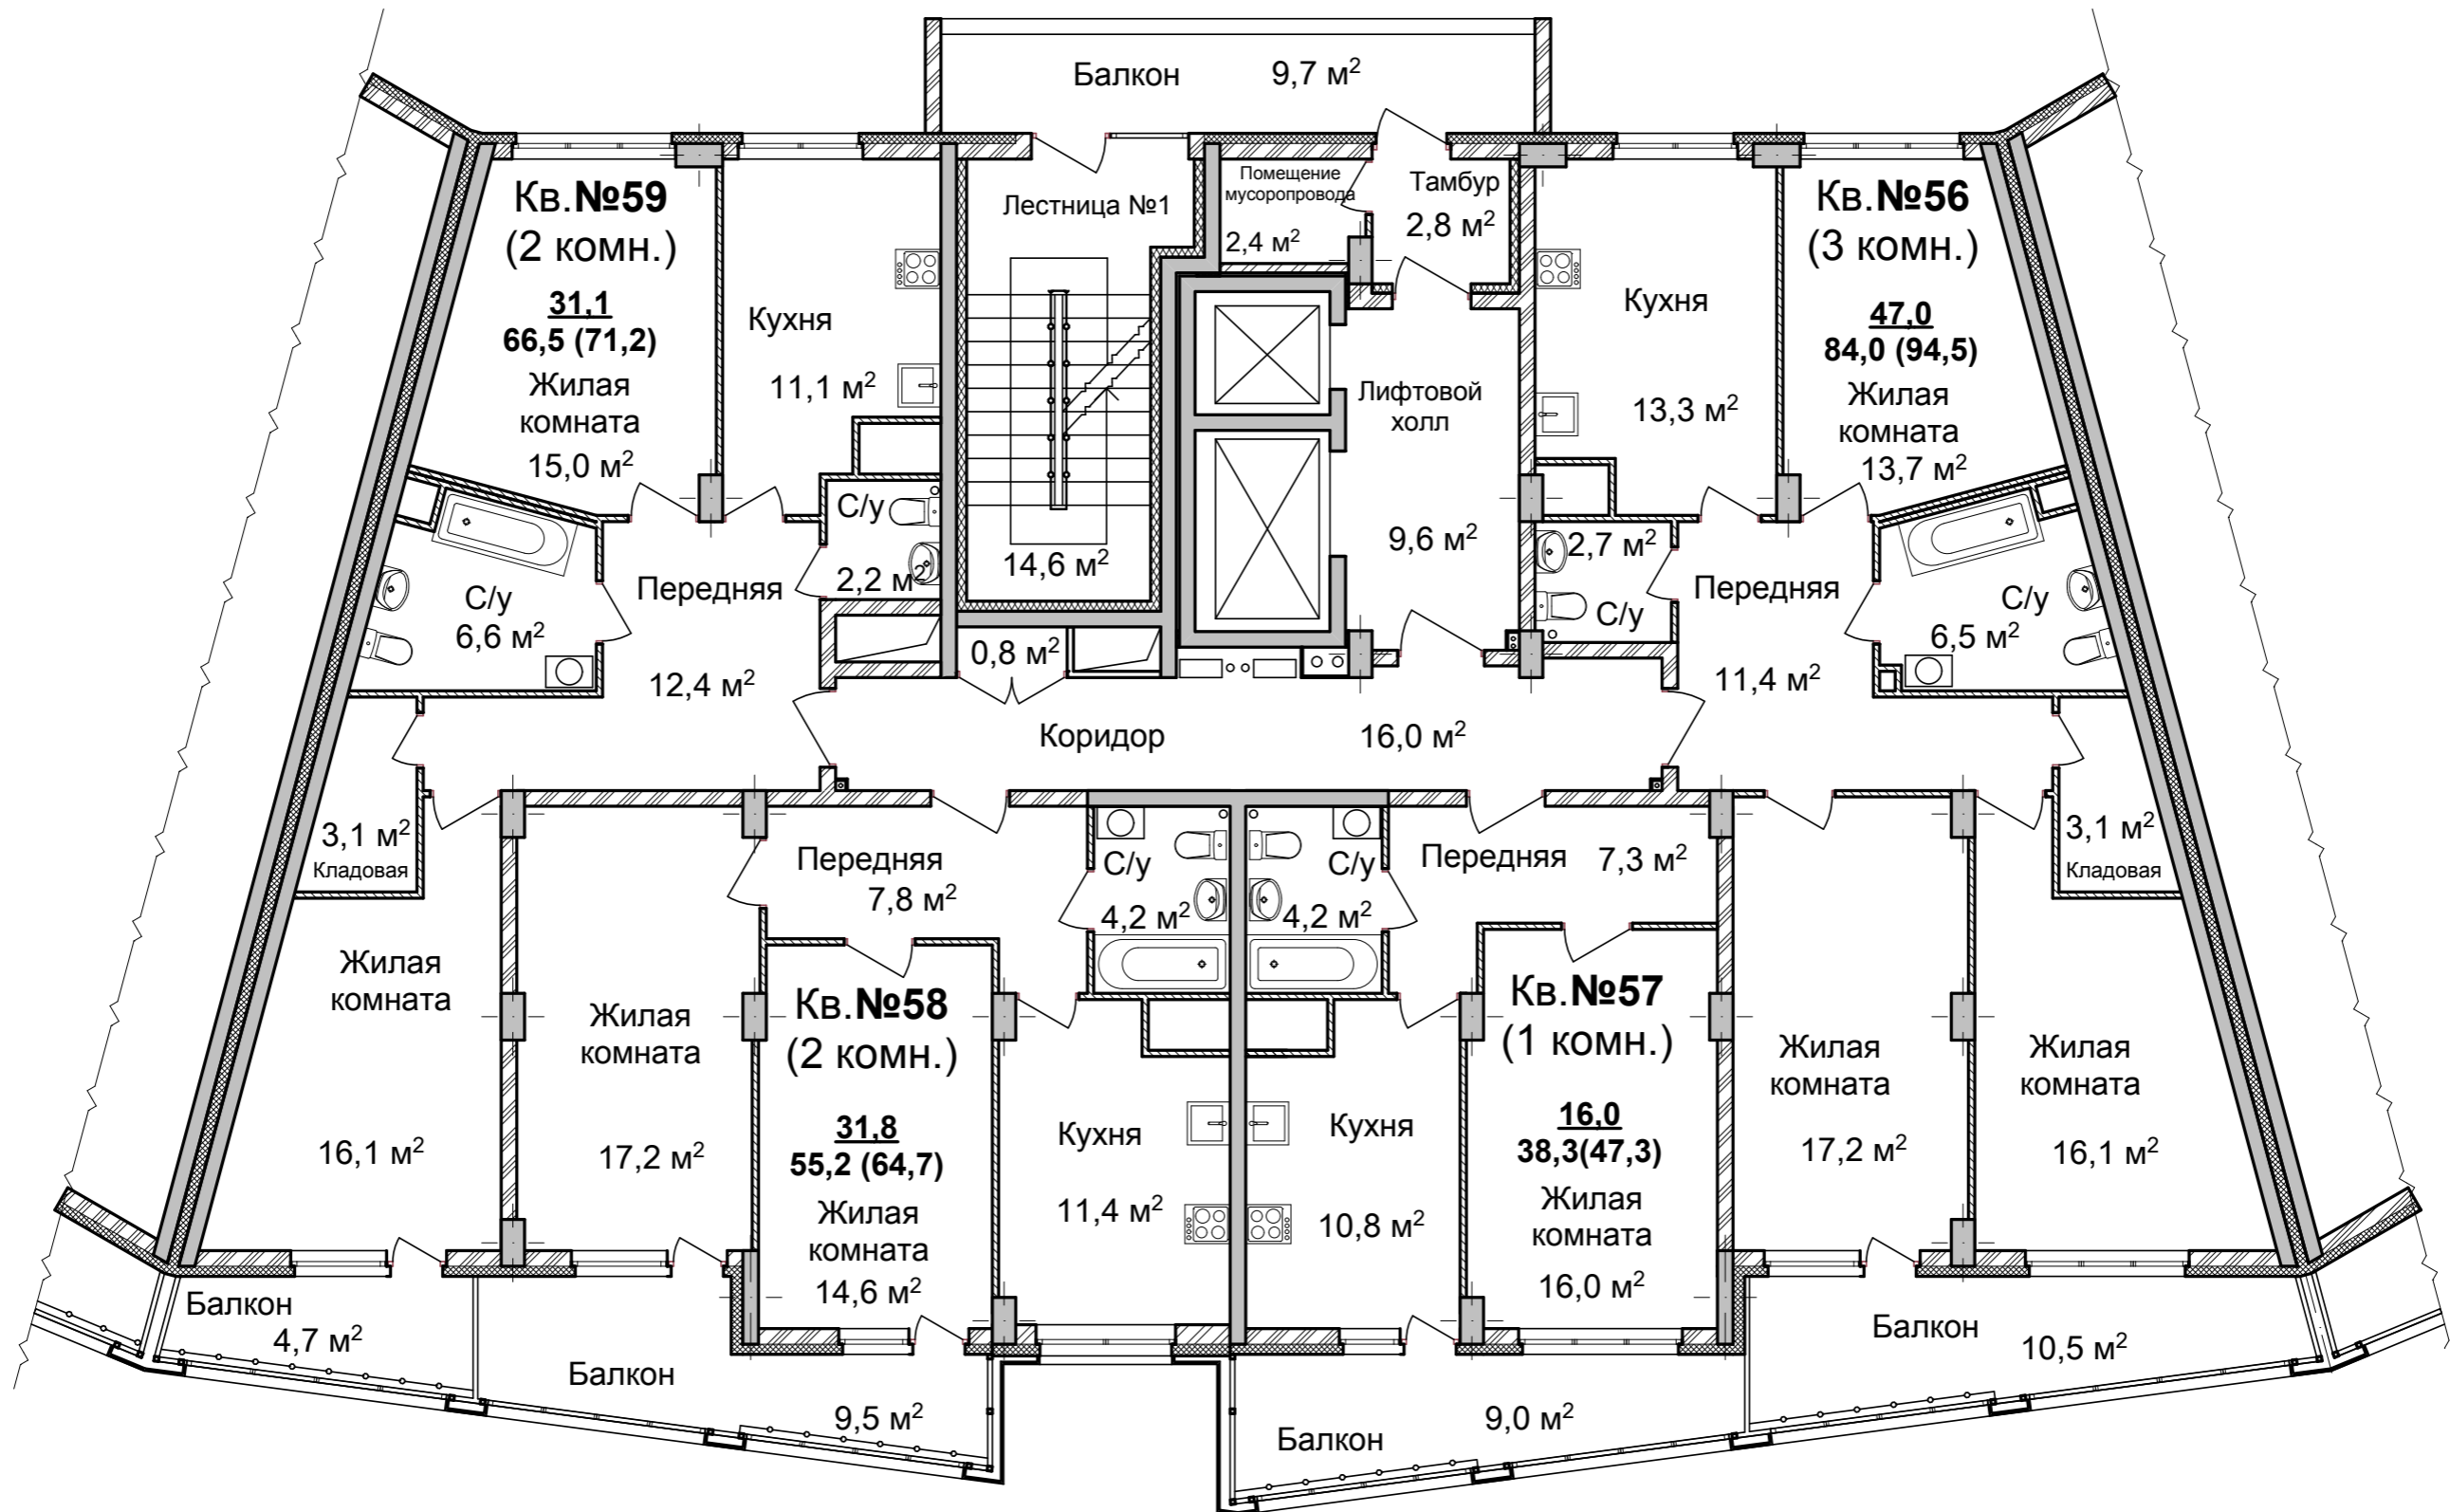 Балкон 9,7 м²
Кв.№59
(2 комн.)
31,1
66,5 (71,2)
Жилая
комната
15,0 м²
Кухня
11,1 м²
Лестница №1
14,6 м²
Помещение
мусоропровода
2,4 м²
Тамбур
2,8 м²
Лифтовой
холл
9,6 м²
Кухня
13,3 м²
Кв.№56
(3 комн.)
47,0
84,0 (94,5)
Жилая
комната
13,7 м²
С/у
6,6 м²
Передняя
12,4 м²
С/у
2,2 м²
0,8 м²
2,7 м²
С/у
Передняя
11,4 м²
С/у
6,5 м²
Коридор 16,0 м²
3,1 м²
Кладовая
Передняя
7,8 м²
С/у
4,2 м²
С/у
4,2 м²
Передняя 7,3 м²
3,1 м²
Кладовая
Жилая
комната
16,1 м²
Жилая
комната
17,2 м²
Кв.№58
(2 комн.)
31,8
55,2 (64,7)
Жилая
комната
14,6 м²
Кухня
11,4 м²
Кухня
10,8 м²
Кв.№57
(1 комн.)
16,0
38,3(47,3)
Жилая
комната
16,0 м²
Жилая
комната
17,2 м²
Жилая
комната
16,1 м²
Балкон
4,7 м²
Балкон
9,5 м²
Балкон
9,0 м²
Балкон
10,5 м²